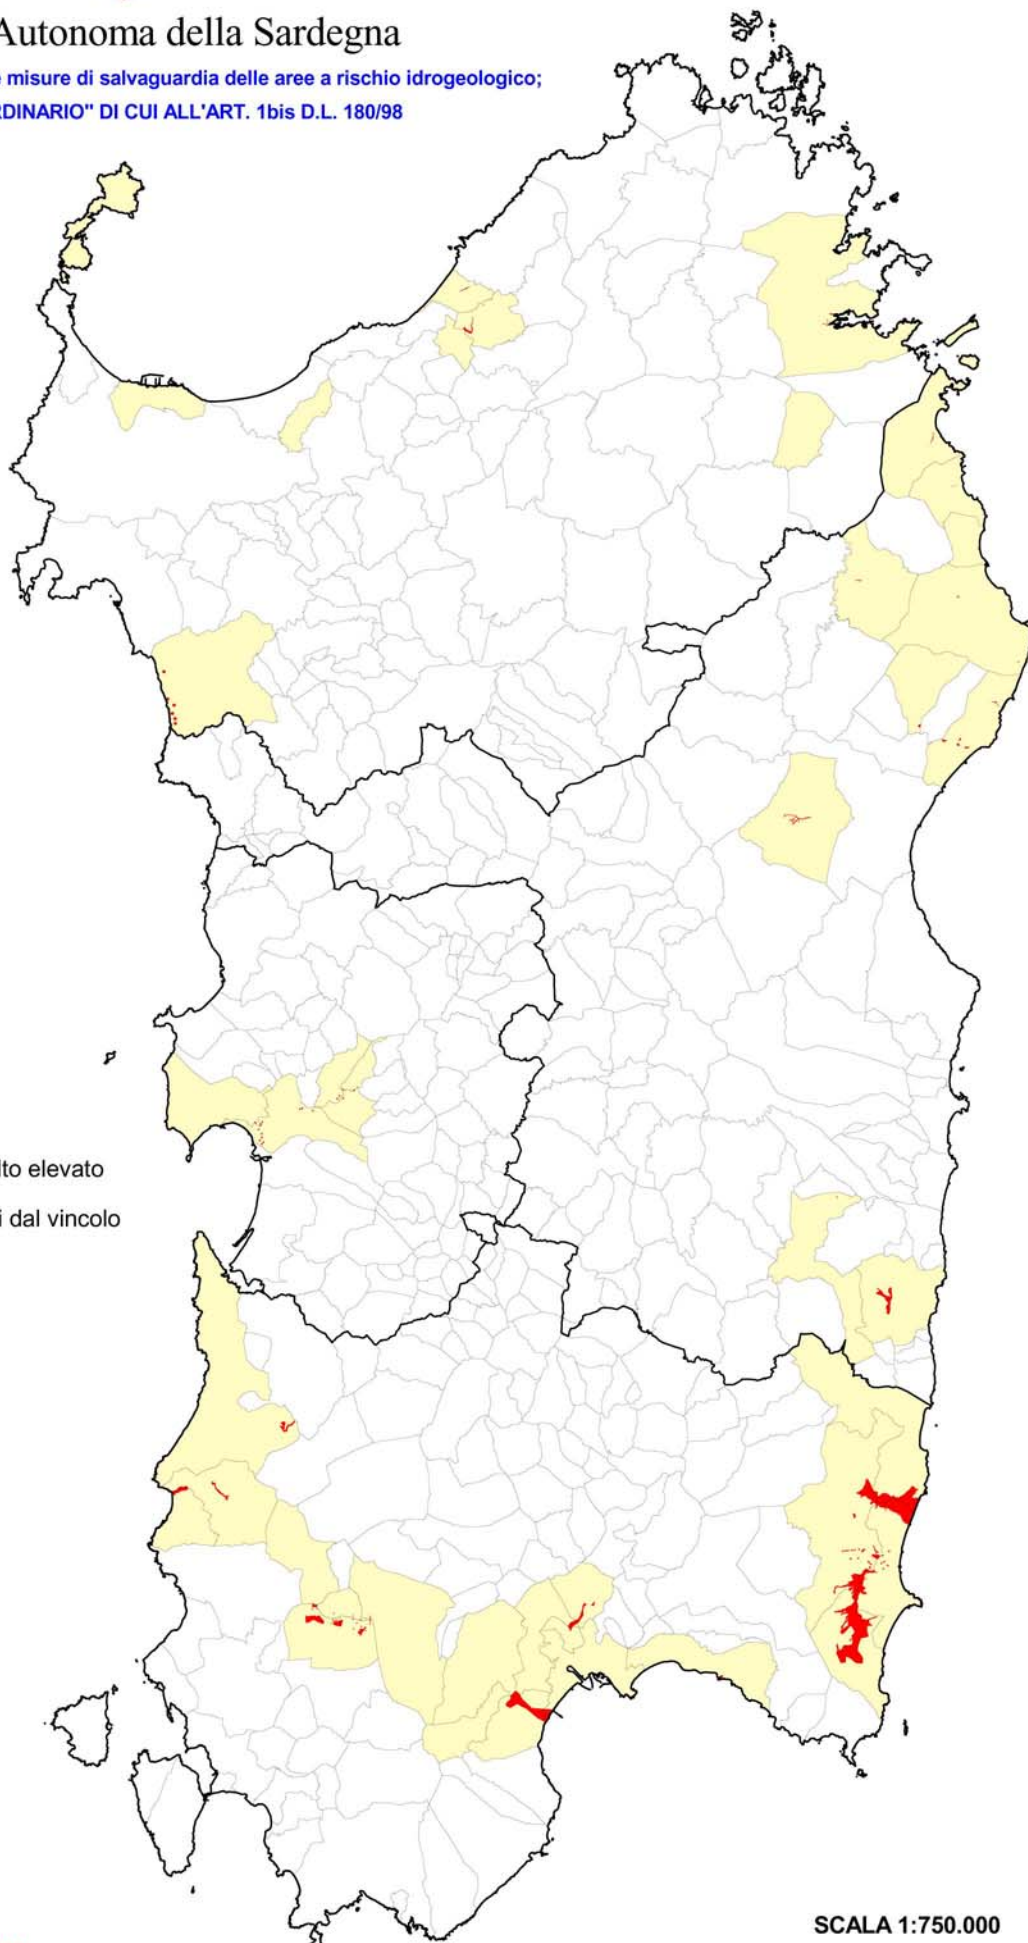 Autonoma della Sardegna
e misure di salvaguardia delle aree a rischio idrogeologico;
RDINARIO" DI CUI ALL'ART. 1bis D.L. 180/98
lto elevato
i dal vincolo
SCALA 1:750.000